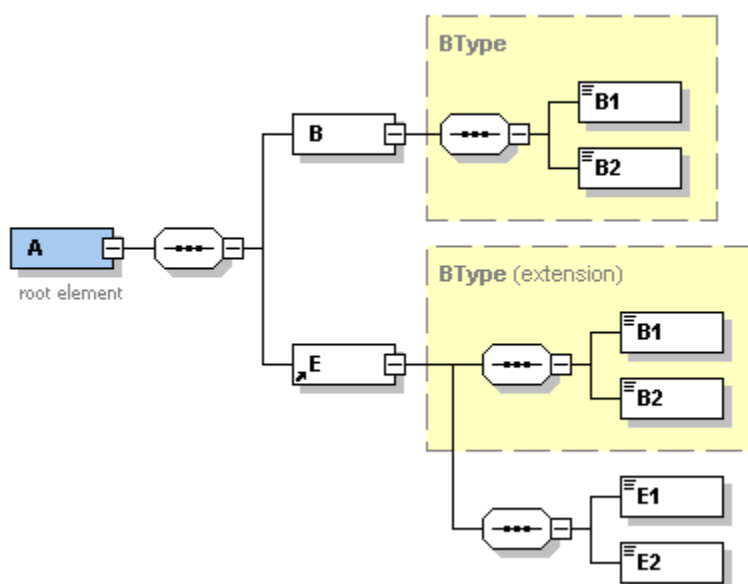 BType
B1
B
B2
A
root element
BType (extension)
B1
E
B2
E1
E2